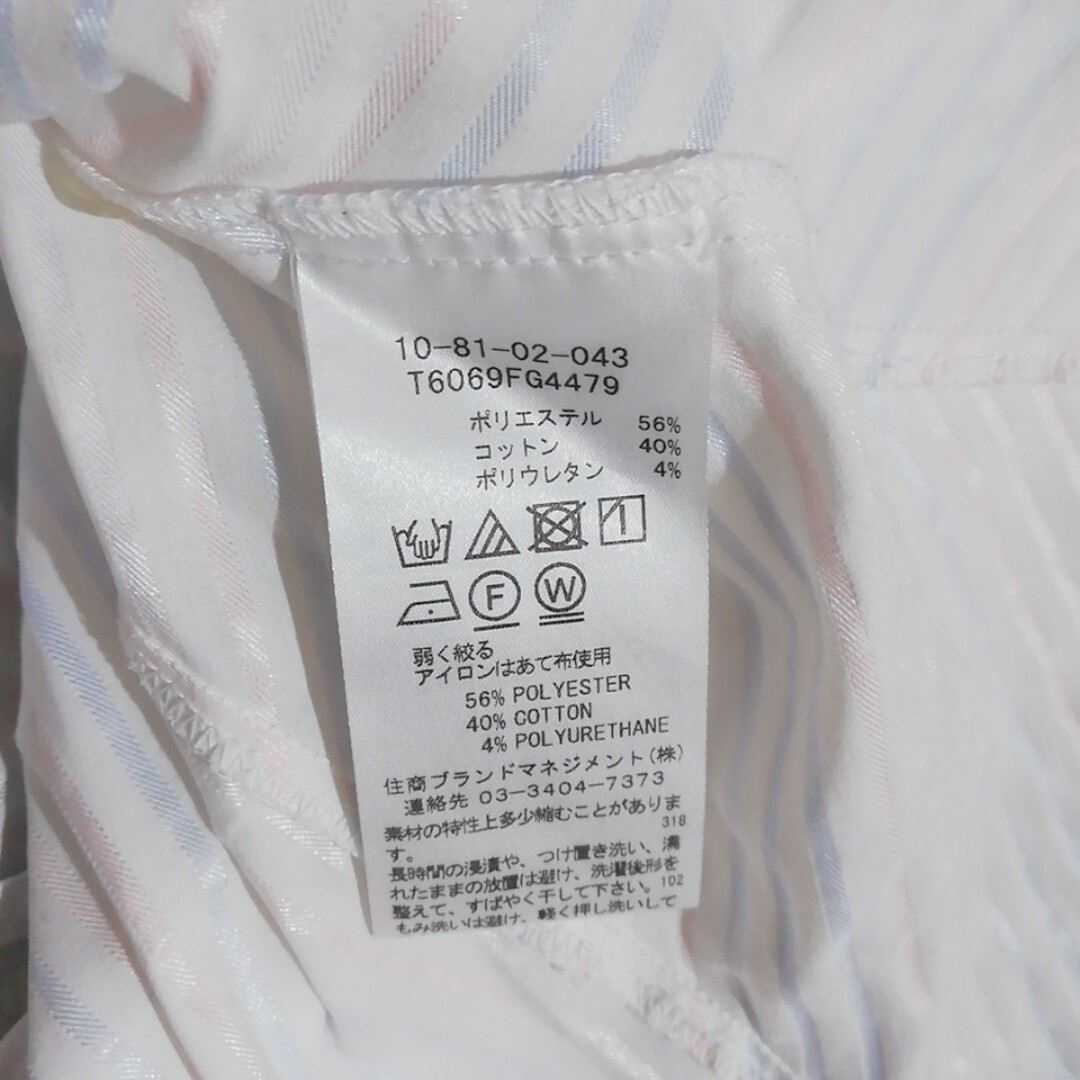 10-81-02-043
T6069FG4479
ポリエステル 56%
コットン 40%
ポリウレタン 4%
F W
弱く絞る
アイロンはあて布使用
56% POLYESTER
40% COTTON
4% POLYURETHANE
住商ブランドマネジメント(株)
連絡先 03-3404-7373
素材の特性上多少縮むことがありま
す。 318
長時間の浸漬や、つけ置き洗い、濡
れたままの放置は避け、洗濯後形を
整えて、すばやく干して下さい。102
もみ洗いは避け、軽く押し洗いして